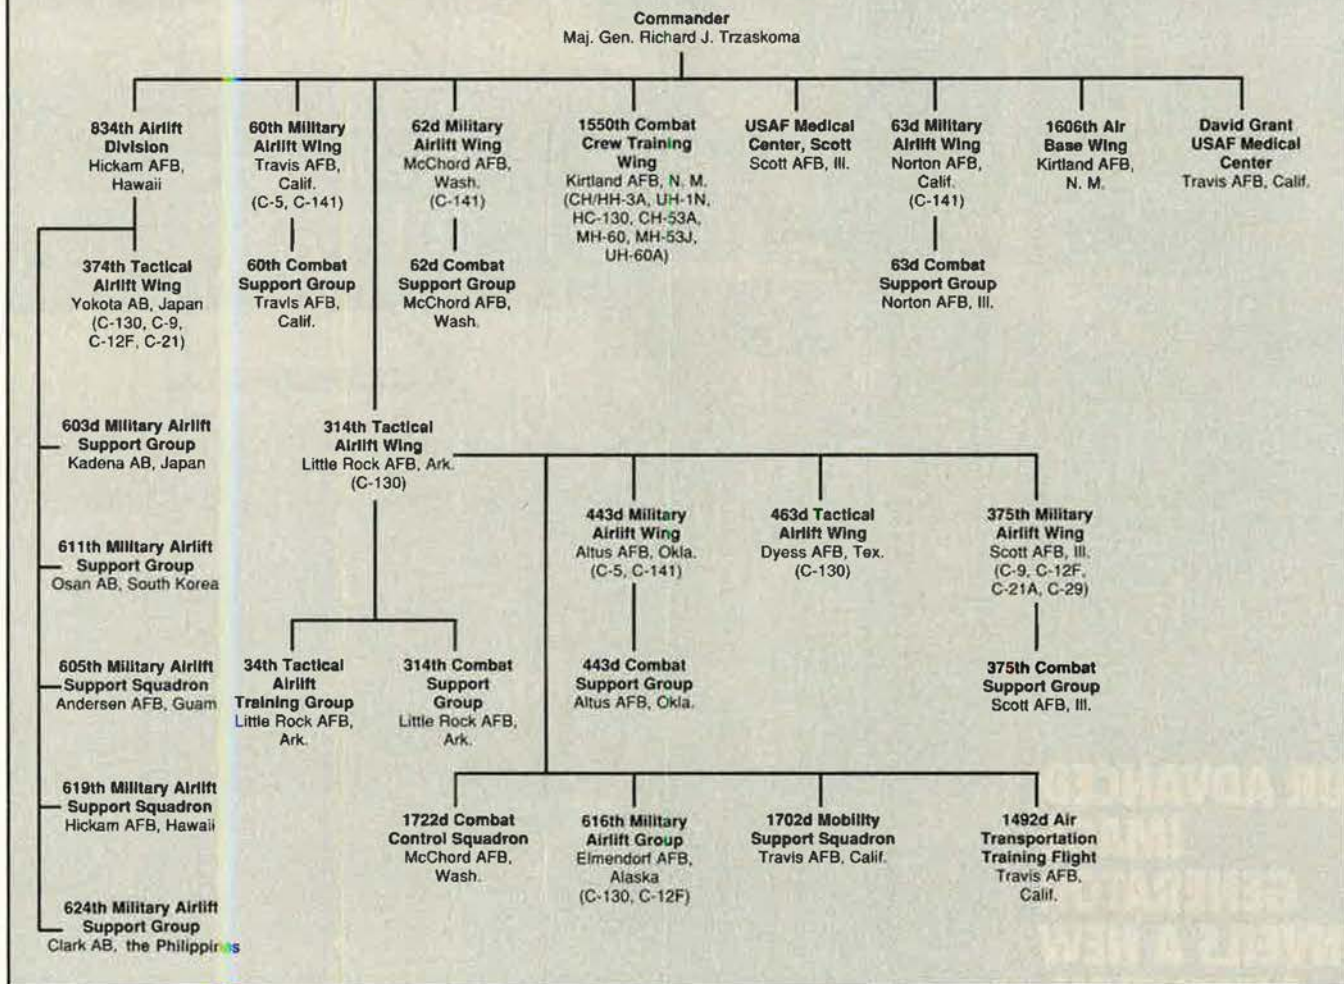 Commander
Maj. Gen. Richard J. Trzaskoma
834th Airlift
Division
Hickam AFB,
Hawaii
60th Military
Airlift Wing
Travis AFB,
Calif.
(C-5, C-141)
62d Military
Airlift Wing
McChord AFB,
Wash.
(C-141)
1550th Combat
Crew Training
Wing
Kirtland AFB, N. M.
(CH/HH-3A, UH-1N,
HC-130, CH-53A,
MH-60, MH-53J,
UH-60A)
USAF Medical
Center, Scott
Scott AFB, Ill.
63d Military
Airlift Wing
Norton AFB,
Calif.
(C-141)
1606th Air
Base Wing
Kirtland AFB,
N. M.
David Grant
USAF Medical
Center
Travis AFB, Calif.
374th Tactical
Airlift Wing
Yokota AB, Japan
(C-130, C-9,
C-12F, C-21)
60th Combat
Support Group
Travis AFB,
Calif.
62d Combat
Support Group
McChord AFB,
Wash.
63d Combat
Support Group
Norton AFB, Ill.
603d Military Airlift
Support Group
Kadena AB, Japan
314th Tactical
Airlift Wing
Little Rock AFB, Ark.
(C-130)
611th Military Airlift
Support Group
Osan AB, South Korea
443d Military
Airlift Wing
Altus AFB, Okla.
(C-5, C-141)
463d Tactical
Airlift Wing
Dyess AFB, Tex.
(C-130)
375th Military
Airlift Wing
Scott AFB, Ill.
(C-9, C-12F,
C-21A, C-29)
605th Military Airlift
Support Squadron
Andersen AFB, Guam
34th Tactical
Airlift
Training Group
Little Rock AFB,
Ark.
314th Combat
Support
Group
Little Rock AFB,
Ark.
443d Combat
Support Group
Altus AFB, Okla.
375th Combat
Support Group
Scott AFB, Ill.
619th Military Airlift
Support Squadron
Hickam AFB, Hawaii
1722d Combat
Control Squadron
McChord AFB,
Wash.
616th Military
Airlift Group
Elmendorf AFB,
Alaska
(C-130, C-12F)
1702d Mobility
Support Squadron
Travis AFB, Calif.
1492d Air
Transportation
Training Flight
Travis AFB,
Calif.
624th Military Airlift
Support Group
Clark AB, the Philippines